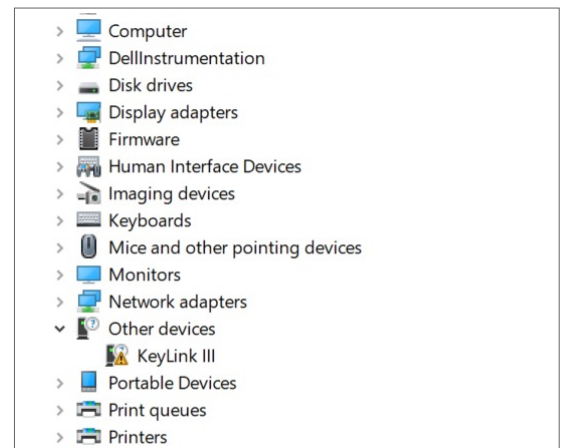 Computer
DellInstrumentation
Disk drives
Display adapters
Firmware
Human Interface Devices
Imaging devices
Keyboards
Mice and other pointing devices
Monitors
Network adapters
Other devices
KeyLink III
Portable Devices
Print queues
Printers